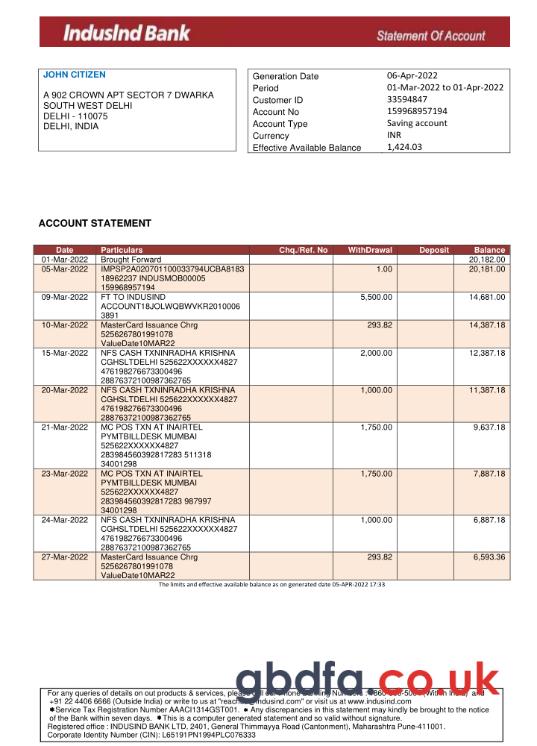 IndusInd Bank
Statement Of Account
JOHN CITIZEN
A 902 CROWN APT SECTOR 7 DWARKA
SOUTH WEST DELHI
DELHI - 110075
DELHI, INDIA
Generation Date 06-Apr-2022
Period 01-Mar-2022 to 01-Apr-2022
Customer ID 33594847
Account No 159968957194
Account Type Saving account
Currency INR
Effective Available Balance 1,424.03
ACCOUNT STATEMENT
Date Particulars Chq./Ref. No WithDrawal Deposit Balance
01-Mar-2022 Brought Forward 20,182.00
05-Mar-2022 IMPSP2A020701100033794UCBA8183 1.00 20,181.00
18962237 INDUSMOB00005
159968957194
09-Mar-2022 FT TO INDUSIND 5,500.00 14,681.00
ACCOUNT18JOLWQBWVKR2010006
3891
10-Mar-2022 MasterCard Issuance Chrg 293.82 14,387.18
5256267801991078
ValueDate10MAR22
15-Mar-2022 NFS CASH TXNINRADHA KRISHNA 2,000.00 12,387.18
CGHSLTDELHI 525622XXXXXX4827
476198276673300496
28876372100987362765
20-Mar-2022 NFS CASH TXNINRADHA KRISHNA 1,000.00 11,387.18
CGHSLTDELHI 525622XXXXXX4827
476198276673300496
28876372100987362765
21-Mar-2022 MC POS TXN AT INAIRTEL 1,750.00 9,637.18
PYMTBILLDESK MUMBAI
525622XXXXXX4827
283984560392817283 511318
34001298
23-Mar-2022 MC POS TXN AT INAIRTEL 1,750.00 7,887.18
PYMTBILLDESK MUMBAI
525622XXXXXX4827
283984560392817283 987997
34001298
24-Mar-2022 NFS CASH TXNINRADHA KRISHNA 1,000.00 6,887.18
CGHSLTDELHI 525622XXXXXX4827
476198276673300496
28876372100987362765
27-Mar-2022 MasterCard Issuance Chrg 293.82 6,593.36
5256267801991078
ValueDate10MAR22
The limits and effective available balance as on generated date 05-APR-2022 17:33
gbdfa.co.uk
For any queries of details on out products & services, and
+91 22 4406 6666 (Outside India) or write to us at or visit us at www.indusind
✱Service Tax Registration Number AAACI1314GST001. ✱ Any discrepancies in this statement may kindly be brought to the notice
of the Bank within seven days. ✱This is a computer generated statement and so valid without signature.
Registered office : INDUSIND BANK LTD, 2401, General Thimmayya Road (Cantonment), Maharashtra Pune-411001.
Corporate Identity Number (CIN): L65191PN1994PLC076333